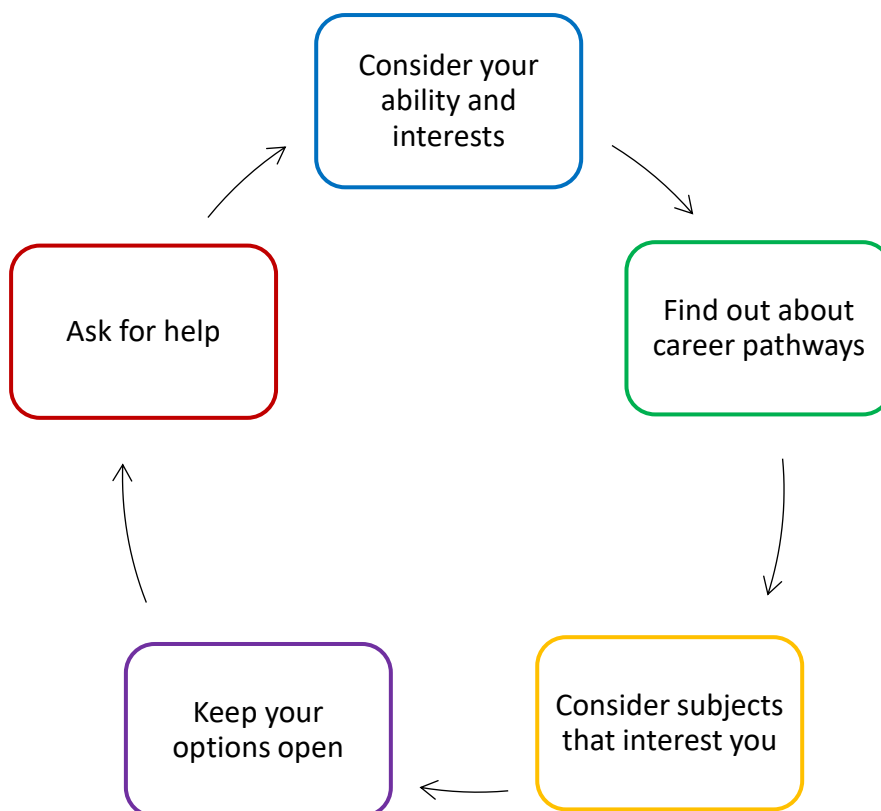 Consider your
ability and
interests
Find out about
career pathways
Consider subjects
that interest you
Keep your
options open
Ask for help